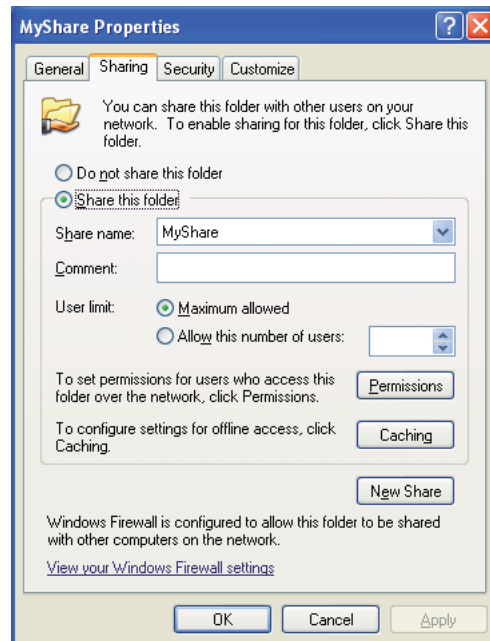 MyShare Properties
General Sharing Security Customize
You can share this folder with other users on your
network. To enable sharing for this folder, click Share this
folder.
Do not share this folder
Share this folder
Share name: MyShare
Comment:
User limit: Maximum allowed
Allow this number of users:
To set permissions for users who access this
folder over the network, click Permissions.
Permissions
To configure settings for offline access, click
Caching.
Caching
New Share
Windows Firewall is configured to allow this folder to be shared
with other computers on the network.
View your Windows Firewall settings
OK Cancel Apply